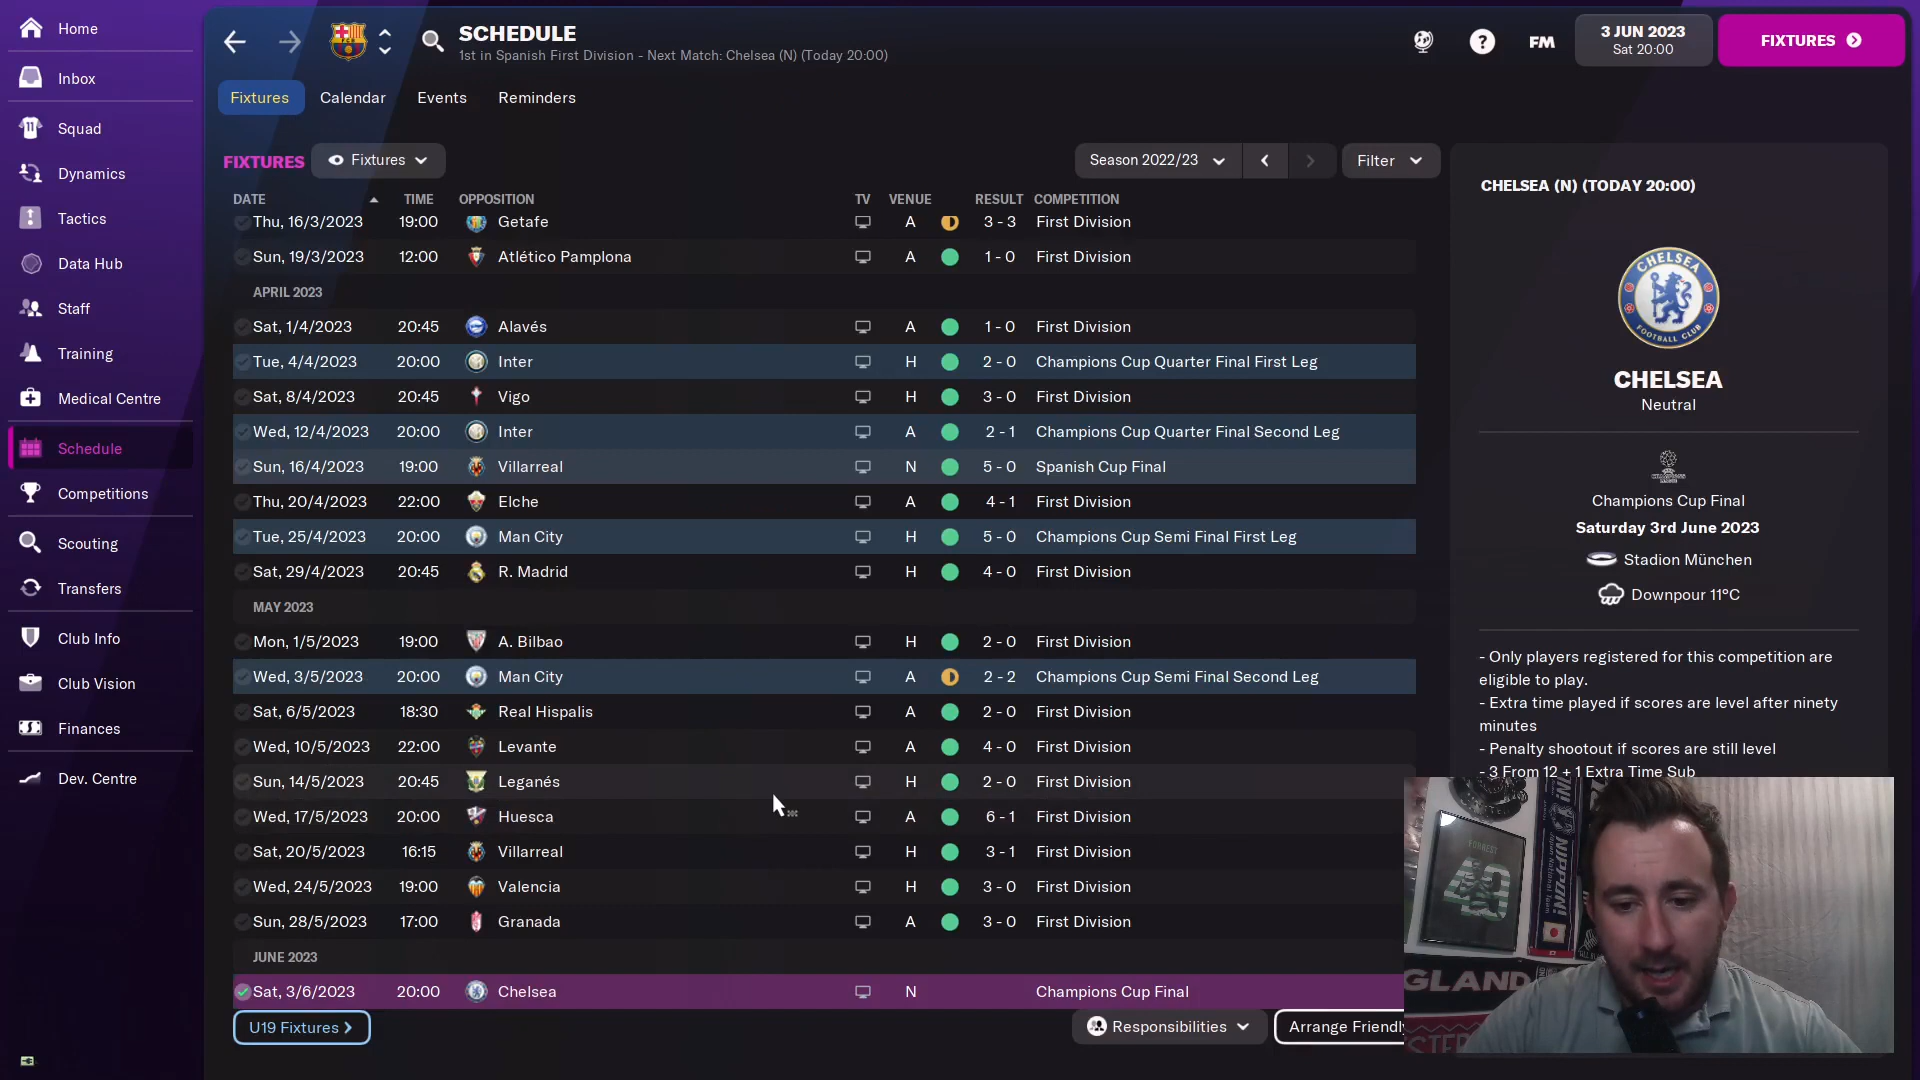 Home
Inbox
Squad
Dynamics
Tactics
Data Hub
Staff
Training
Medical Centre
Schedule
Competitions
Scouting
Transfers
Club Info
Club Vision
Finances
Dev. Centre
SCHEDULE
1st in Spanish First Division - Next Match: Chelsea (N) (Today 20:00)
? FM
3 JUN 2023
Sat 20:00
FIXTURES
Fixtures Calendar Events Reminders
FIXTURES Fixtures Season 2022/23 Filter
DATE TIME OPPOSITION TV VENUE RESULT COMPETITION
Thu, 16/3/2023 19:00 Getafe A 3 - 3 First Division
Sun, 19/3/2023 12:00 Atlético Pamplona A 1 - 0 First Division
APRIL 2023
Sat, 1/4/2023 20:45 Alavés A 1 - 0 First Division
Tue, 4/4/2023 20:00 Inter H 2 - 0 Champions Cup Quarter Final First Leg
Sat, 8/4/2023 20:45 Vigo H 3 - 0 First Division
Wed, 12/4/2023 20:00 Inter A 2 - 1 Champions Cup Quarter Final Second Leg
Sun, 16/4/2023 19:00 Villarreal N 5 - 0 Spanish Cup Final
Thu, 20/4/2023 22:00 Elche A 4 - 1 First Division
Tue, 25/4/2023 20:00 Man City H 5 - 0 Champions Cup Semi Final First Leg
Sat, 29/4/2023 20:45 R. Madrid H 4 - 0 First Division
MAY 2023
Mon, 1/5/2023 19:00 A. Bilbao H 2 - 0 First Division
Wed, 3/5/2023 20:00 Man City A 2 - 2 Champions Cup Semi Final Second Leg
Sat, 6/5/2023 18:30 Real Hispalis A 2 - 0 First Division
Wed, 10/5/2023 22:00 Levante A 4 - 0 First Division
Sun, 14/5/2023 20:45 Leganés H 2 - 0 First Division
Wed, 17/5/2023 20:00 Huesca A 6 - 1 First Division
Sat, 20/5/2023 16:15 Villarreal H 3 - 1 First Division
Wed, 24/5/2023 19:00 Valencia H 3 - 0 First Division
Sun, 28/5/2023 17:00 Granada A 3 - 0 First Division
JUNE 2023
Sat, 3/6/2023 20:00 Chelsea N Champions Cup Final
U19 Fixtures Responsibilities Arrange Friendly
CHELSEA (N) (TODAY 20:00)
CHELSEA
FOOTBALL CLUB
CHELSEA
Neutral
Champions Cup Final
Saturday 3rd June 2023
Stadion München
Downpour 11°C
- Only players registered for this competition are
eligible to play.
- Extra time played if scores are level after ninety
minutes
- Penalty shootout if scores are still level
- 3 From 12 + 1 Extra Time Sub
FORREST
49
NIPPON!
GLAND